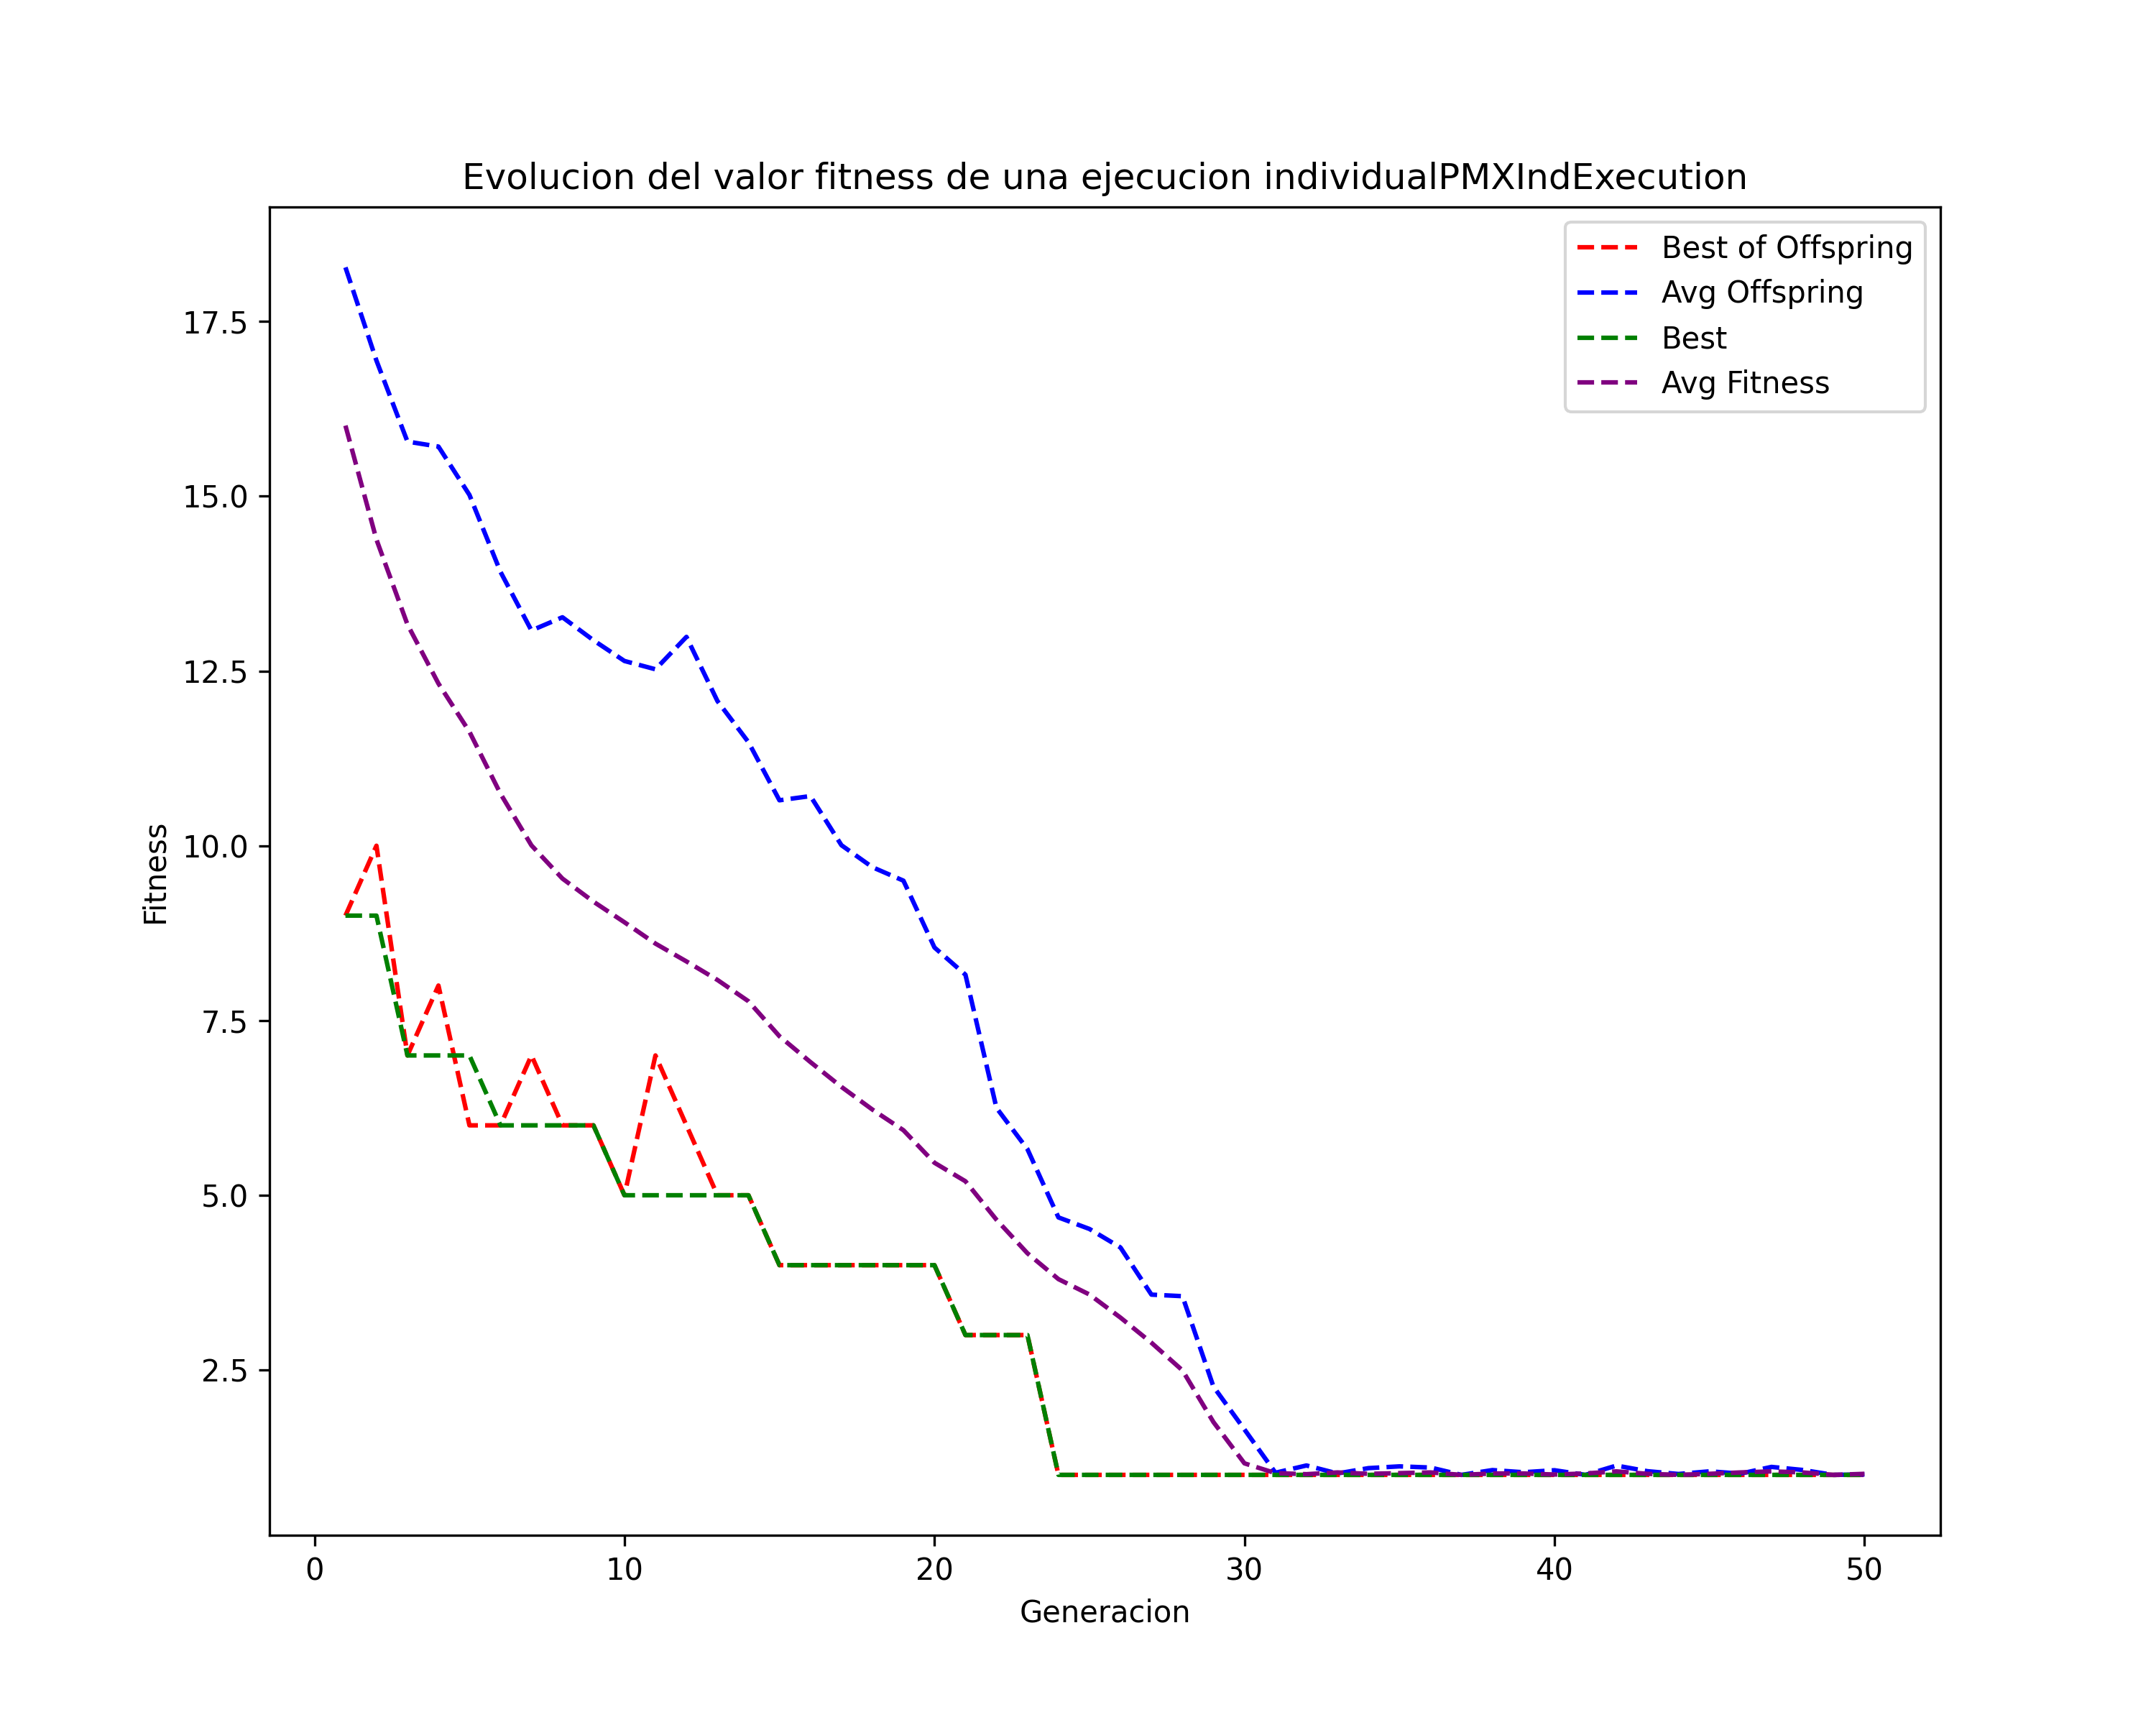 Evolucion del valor fitness de una ejecucion individualPMXIndExecution
Best of Offspring
Avg Offspring
Best
Avg Fitness
17.5
15.0
12.5
10.0
7.5
5.0
2.5
Fitness
0 10 20 30 40 50
Generacion